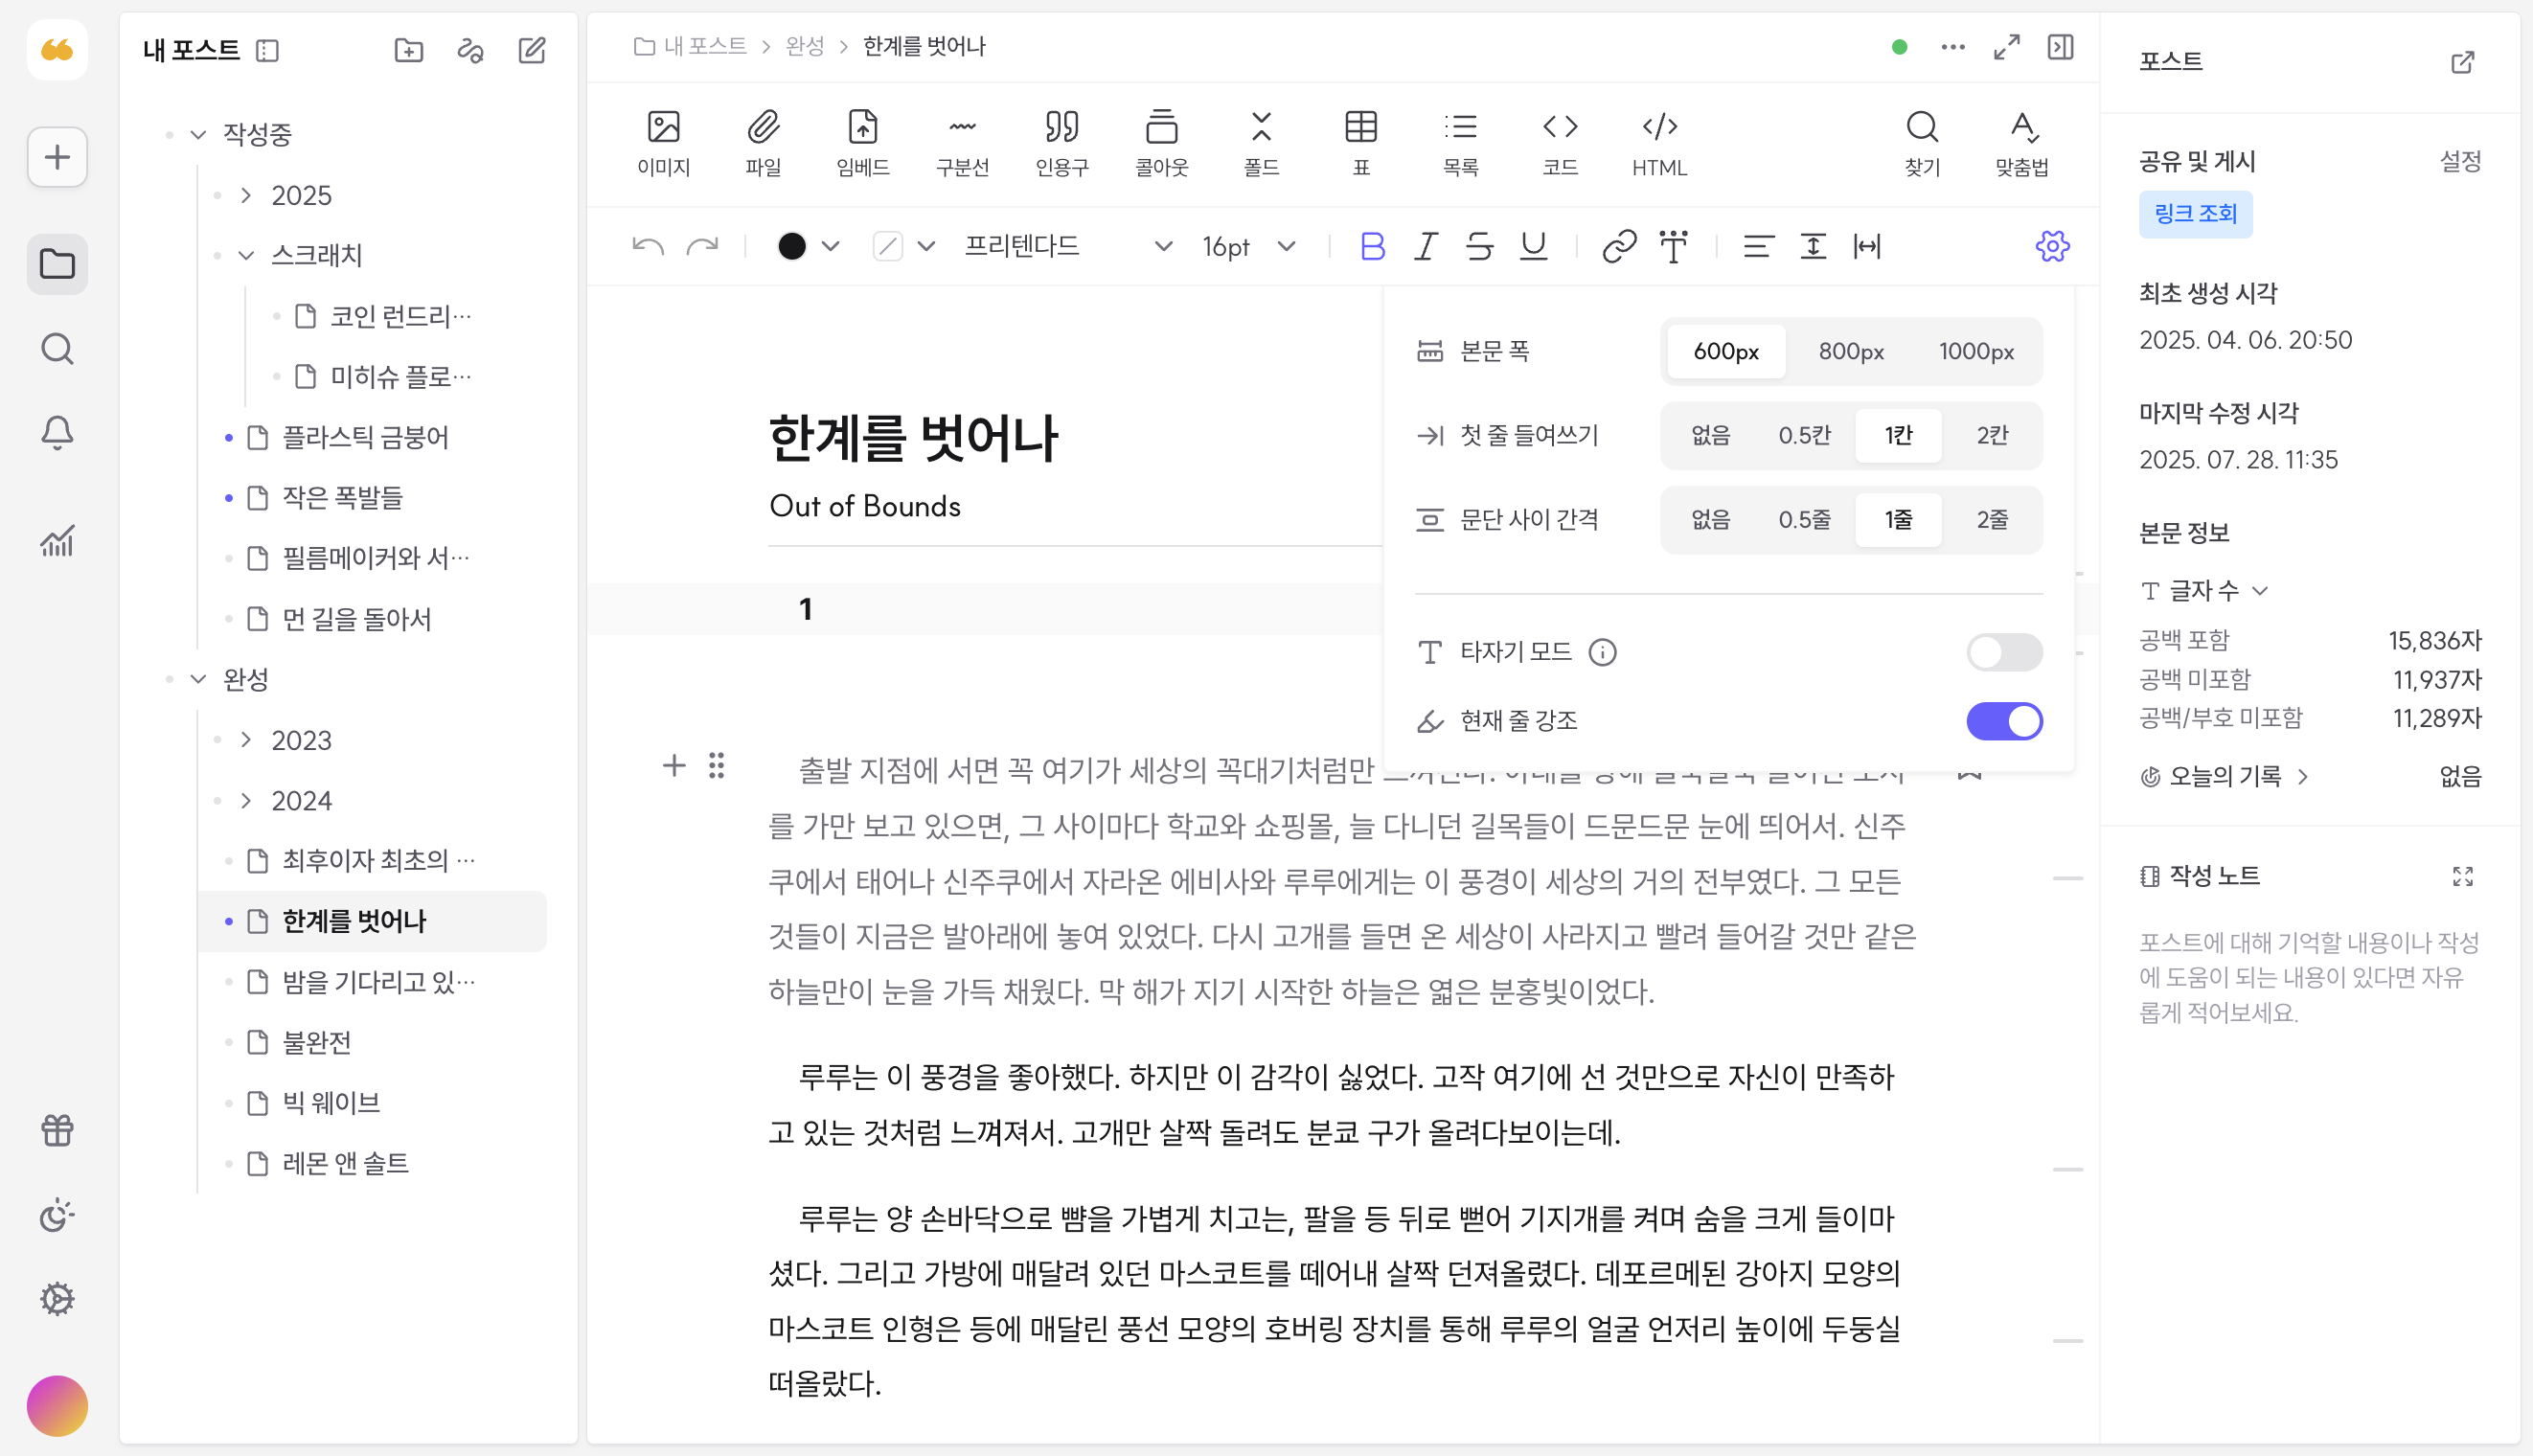 내 포스트
작성중
2025
스크래치
코인 런드리···
미히슈 플로···
플라스틱 금붕어
작은 폭발들
필름메이커와 서···
먼 길을 돌아서
완성
2023
2024
최후이자 최초의 ···
한계를 벗어나
밤을 기다리고 있···
불완전
빅 웨이브
레몬 앤 솔트
내 포스트 > 완성 > 한계를 벗어나
이미지 파일 임베드 구분선 인용구 콜아웃 폴드 표 목록 코드 HTML 찾기 맞춤법
프리텐다드 16pt
본문 폭 600px 800px 1000px
첫 줄 들여쓰기 없음 0.5칸 1칸 2칸
문단 사이 간격 없음 0.5줄 1줄 2줄
타자기 모드
현재 줄 강조
한계를 벗어나
Out of Bounds
1
출발 지점에 서면 꼭 여기가 세상의 꼭대기처럼만
를 가만 보고 있으면, 그 사이마다 학교와 쇼핑몰, 늘 다니던 길목들이 드문드문 눈에 띄어서. 신주
쿠에서 태어나 신주쿠에서 자라온 에비사와 루루에게는 이 풍경이 세상의 거의 전부였다. 그 모든
것들이 지금은 발아래에 놓여 있었다. 다시 고개를 들면 온 세상이 사라지고 빨려 들어갈 것만 같은
하늘만이 눈을 가득 채웠다. 막 해가 지기 시작한 하늘은 엷은 분홍빛이었다.
루루는 이 풍경을 좋아했다. 하지만 이 감각이 싫었다. 고작 여기에 선 것만으로 자신이 만족하
고 있는 것처럼 느껴져서. 고개만 살짝 돌려도 분쿄 구가 올려다보이는데.
루루는 양 손바닥으로 뺨을 가볍게 치고는, 팔을 등 뒤로 뻗어 기지개를 켜며 숨을 크게 들이마
셨다. 그리고 가방에 매달려 있던 마스코트를 떼어내 살짝 던져올렸다. 데포르메된 강아지 모양의
마스코트 인형은 등에 매달린 풍선 모양의 호버링 장치를 통해 루루의 얼굴 언저리 높이에 두둥실
떠올랐다.
포스트
공유 및 게시 설정
링크 조회
최초 생성 시각
2025. 04. 06. 20:50
마지막 수정 시각
2025. 07. 28. 11:35
본문 정보
글자 수
공백 포함 15,836자
공백 미포함 11,937자
공백/부호 미포함 11,289자
오늘의 기록 없음
작성 노트
포스트에 대해 기억할 내용이나 작성
에 도움이 되는 내용이 있다면 자유
롭게 적어보세요.